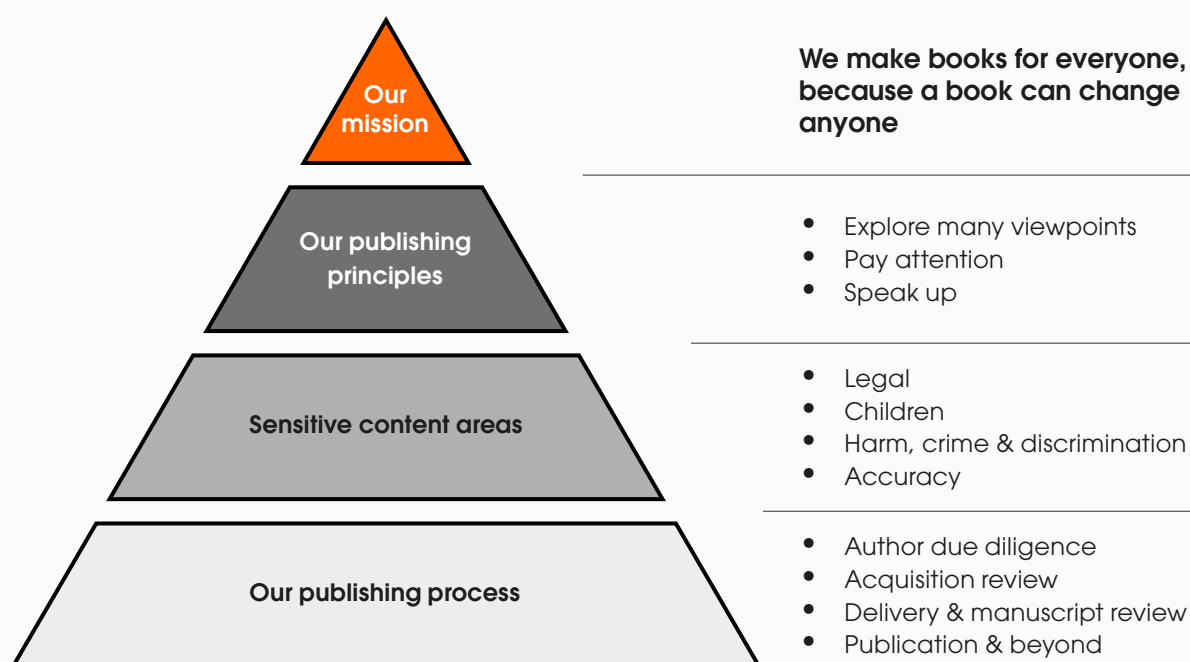 Our
mission
We make books for everyone,
because a book can change
anyone
Our publishing
principles
• Explore many viewpoints
• Pay attention
• Speak up
Sensitive content areas
• Legal
• Children
• Harm, crime & discrimination
• Accuracy
Our publishing process
• Author due diligence
• Acquisition review
• Delivery & manuscript review
• Publication & beyond